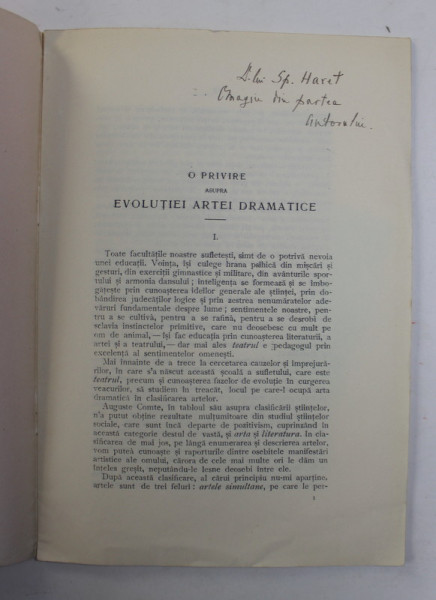 D-lui Sp. Haret
Omagiu din partea
autorului.
O PRIVIRE
ASUPRA
EVOLUȚIEI ARTEI DRAMATICE
I.
Toate facultățile noastre sufletești, simt de o potrivă nevoia
unei educații. Voința, își culege hrana psihică din mișcări și
gesturi, din exerciții gimnastice și militare, din avânturile spor-
tului și armonia dansului; inteligența se formează și se îmbo-
gățește prin cunoașterea ideilor generale ale științei, prin do-
bândirea judecăților logice și prin zestrea nenumăratelor ade-
văruri fundamentale despre lume; sentimentele noastre, pen-
tru a se cultivă, pentru a se rafină, pentru a se desrobi de
sclavia instinctelor primitive, care nu deosebesc cu mult pe
om de animal,— își fac educația prin cunoașterea literaturii, a
artei și a teatrului,— dar mai ales teatrul e pedagogul prin
excelență al sentimentelor omenești.
Mai înainte de a trece la cercetarea cauzelor și împrejură-
rilor, în care s'a născut această școală a sufletului, care este
teatrul, precum și cunoașterea fazelor de evoluție în curgerea
veacurilor, să studiem în treacăt, locul pe care-l ocupă arta
dramatică în clasificarea artelor.
Auguste Comte, în tabloul său asupra clasificării științelor,
n'a putut obține rezultate mulțumitoare din studiul științelor
sociale, care sunt încă departe de pozitivism, cuprinzând în
această categorie destul de vastă, și arta și literatura. În cla-
sificarea de mai jos, pe lângă enumerarea și descrierea artelor,
vom puteà cunoaște și raporturile dintre osebitele manifestări
artistice ale omului, cărora de cele mai multe ori le dăm un
înțeles greșit, neputându-le lesne deosebi între ele.
După această clasificare, al cărui principiu nu-mi aparține,
artele sunt de trei feluri: artele simultane, pe care le per-
1